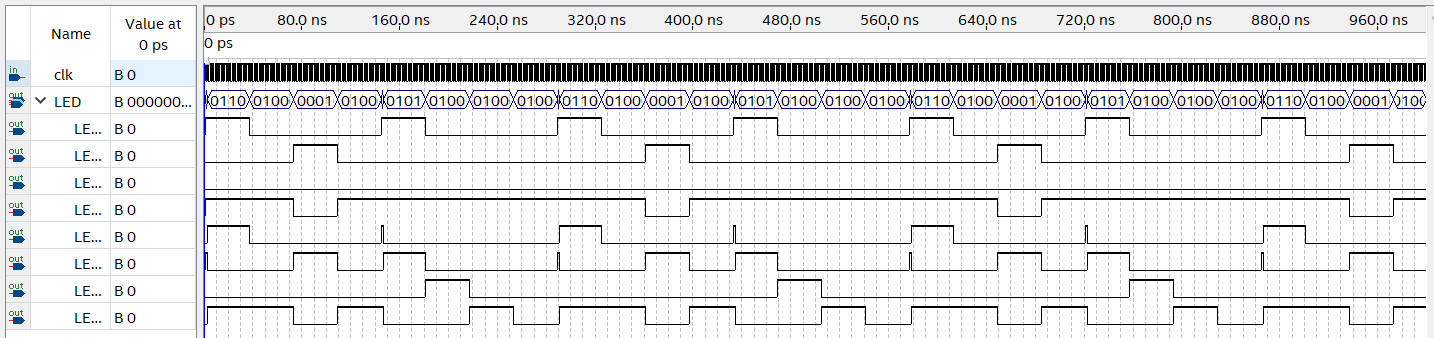 Name
Value at
0 ps
0 ps 80.0 ns 160.0 ns 240.0 ns 320.0 ns 400.0 ns 480.0 ns 560.0 ns 640.0 ns 720.0 ns 800.0 ns 880.0 ns 960.0 ns
0 ps
in clk B 0
out LED B 000000... 0110 0100 0001 0100 0101 0100 0100 0100 0110 0100 0001 0100 0101 0100 0100 0100 0110 0100 0001 0100 0101 0100 0100 0100 0110 0100 0001
out LE... B 0
out LE... B 0
out LE... B 0
out LE... B 0
out LE... B 0
out LE... B 0
out LE... B 0
out LE... B 0